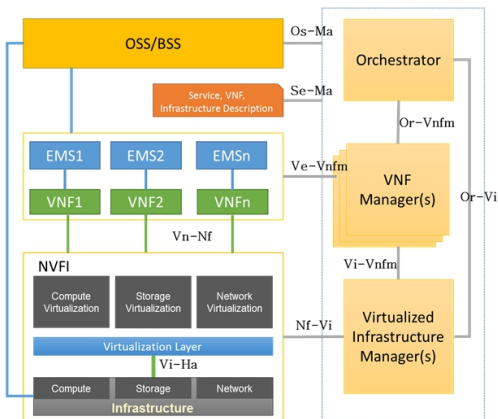 OSS/BSS
Os-Ma
Orchestrator
Service, VNF,
Infrastructure Description
Se-Ma
Or-Vnfm
EMS1
EMS2
EMSn
VNF1
VNF2
VNFn
Ve-Vnfm
VNF
Manager(s)
Or-Vi
Vn-Nf
Vi-Vnfm
NVFI
Compute
Virtualization
Storage
Virtualization
Network
Virtualization
Nf-Vi
Virtualized
Infrastructure
Manager(s)
Virtualization Layer
Vi-Ha
Compute
Storage
Network
Infrastructure